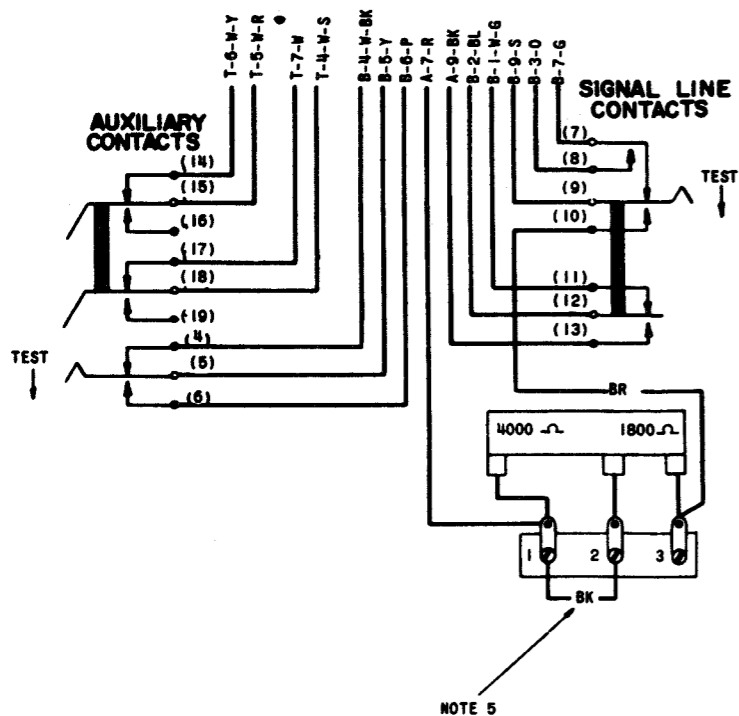 T-6-W-Y
T-5-W-R
T-7-W
T-4-W-S
B-4-W-BK
B-5-Y
B-6-P
A-7-R
A-9-BK
B-2-BL
B-1-W-G
B-9-S
B-3-O
B-7-G
AUXILIARY
CONTACTS
(14)
(15)
(16)
(17)
(18)
(19)
(4)
(5)
(6)
TEST
SIGNAL LINE
CONTACTS
(7)
(8)
(9)
(10)
(11)
(12)
(13)
TEST
BR
4000 Ω 1800 Ω
1 2 3
BK
NOTE 5